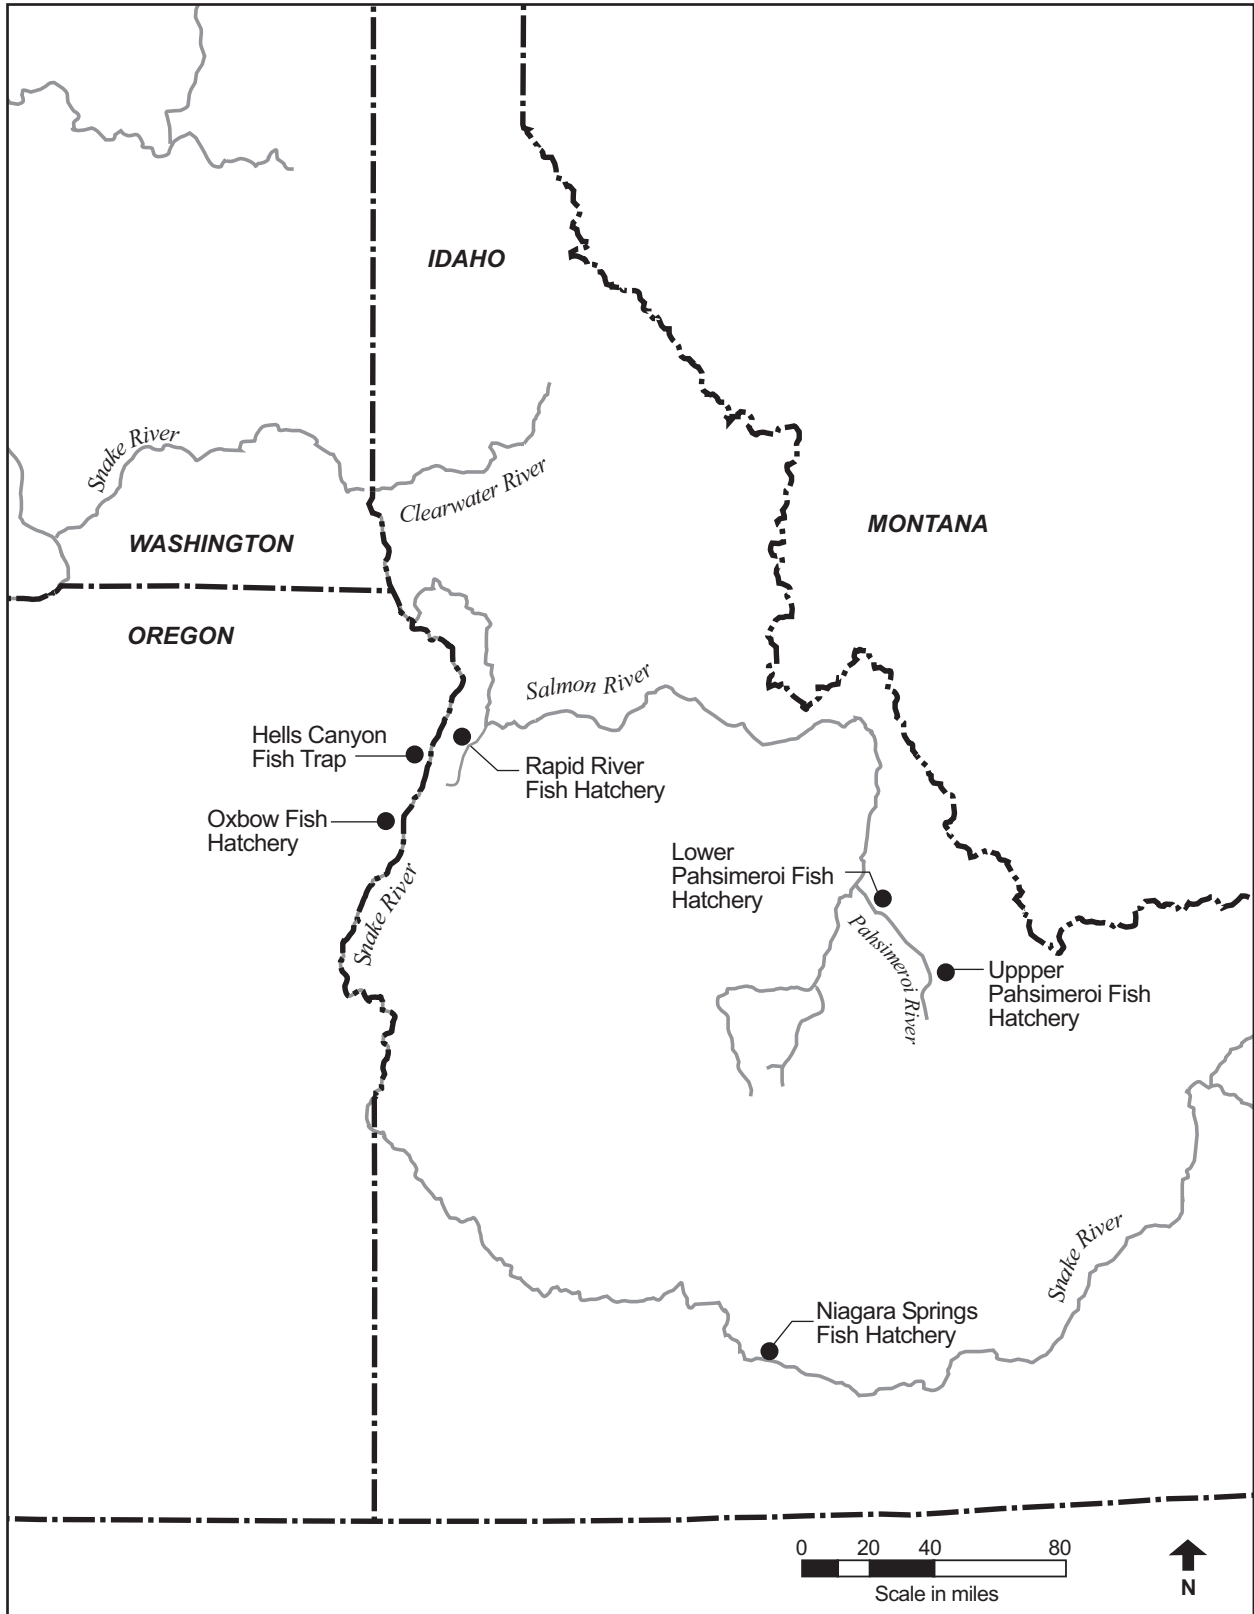 IDAHO
Snake River
Clearwater River
MONTANA
WASHINGTON
OREGON
Salmon River
Hells Canyon
Fish Trap
Rapid River
Fish Hatchery
Oxbow Fish
Hatchery
Lower
Pahsimeroi Fish
Hatchery
Snake River
Pahsimeroi River
Uppper
Pahsimeroi Fish
Hatchery
Snake River
Niagara Springs
Fish Hatchery
0 20 40 80
Scale in miles
N